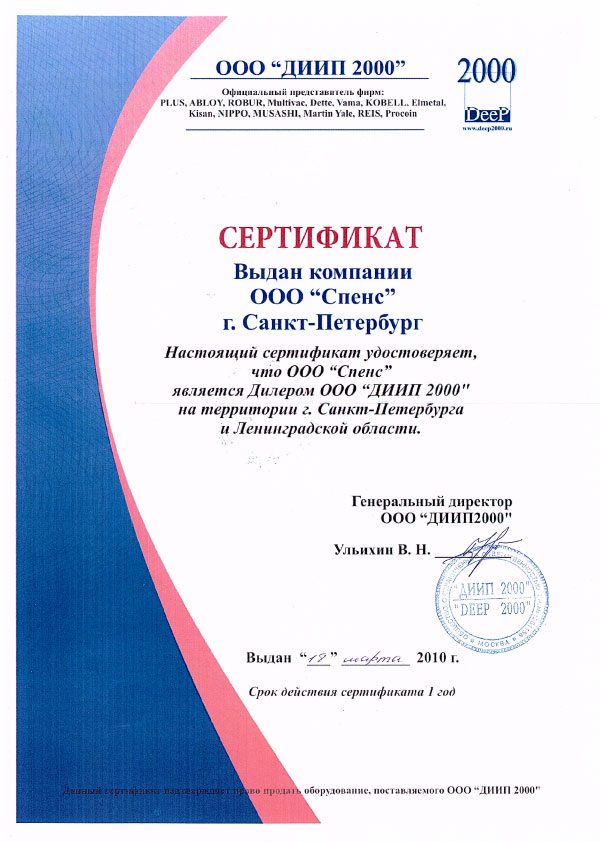 ООО “ДИИП 2000”
Официальный представитель фирм:
PLUS, ABLOY, ROBUR, Multivac, Dette, Vama, KOBELL, Elmetal,
Kisan, NIPPO, MUSASHI, Martin Yale, REIS, Procoin
2000
DeeP
www.deep2000.ru
СЕРТИФИКАТ
Выдан компании
ООО “Спенс”
г. Санкт-Петербург
Настоящий сертификат удостоверяет,
что ООО “Спенс”
является Дилером ООО “ДИИП 2000"
на территории г. Санкт-Петербурга
и Ленинградской области.
Генеральный директор
ООО “ДИИП2000"
Ульихин В. Н.
"ДИИП 2000"
"DEEP 2000"
МОСКВА
Выдан “19” марта 2010 г.
Срок действия сертификата 1 год
Данный сертификат подтверждает право продать оборудование, поставляемого ООО “ДИИП 2000"